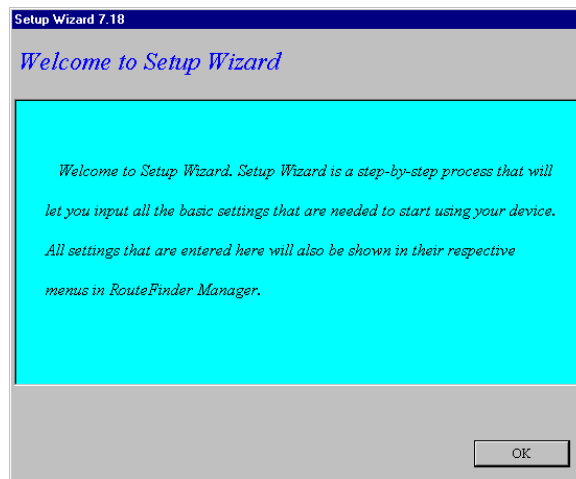 Setup Wizard 7.18
Welcome to Setup Wizard
Welcome to Setup Wizard. Setup Wizard is a step-by-step process that will
let you input all the basic settings that are needed to start using your device.
All settings that are entered here will also be shown in their respective
menus in RouteFinder Manager.
OK